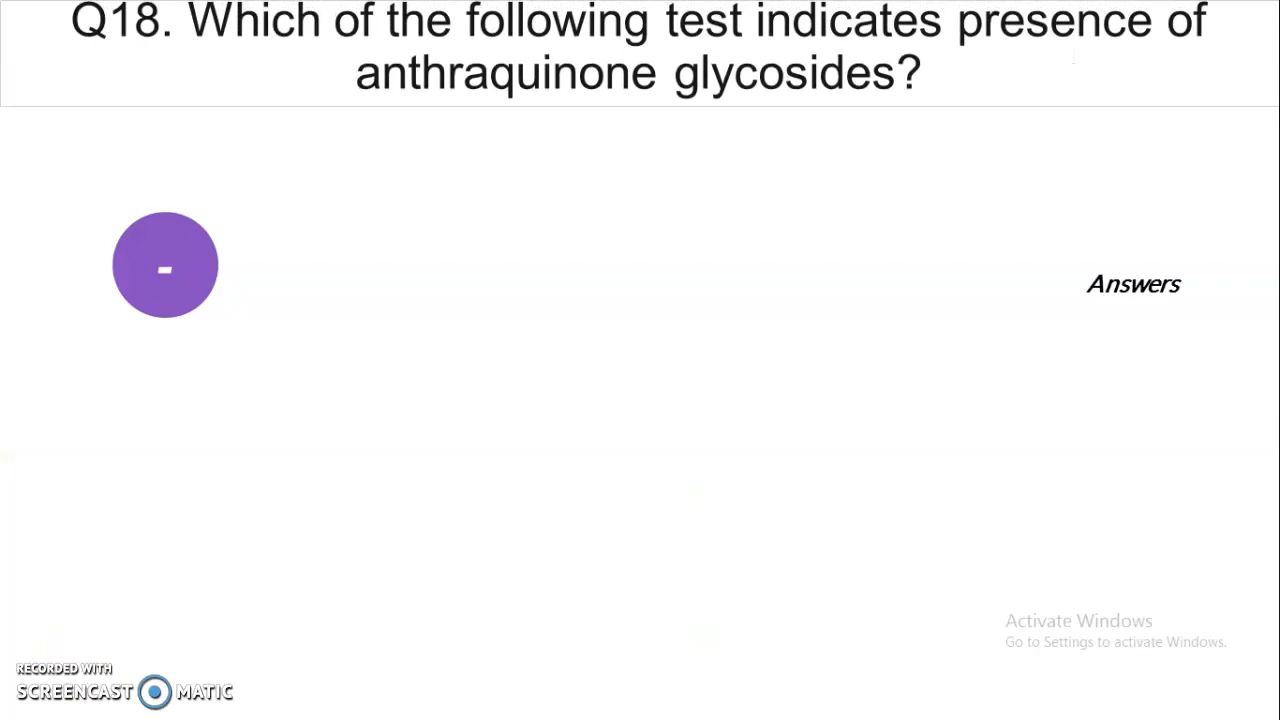 Q18. Which of the following test indicates presence of
anthraquinone glycosides?
-
Answers
Activate Windows
Go to Settings to activate Windows.
RECORDED WITH
SCREENCAST MATIC